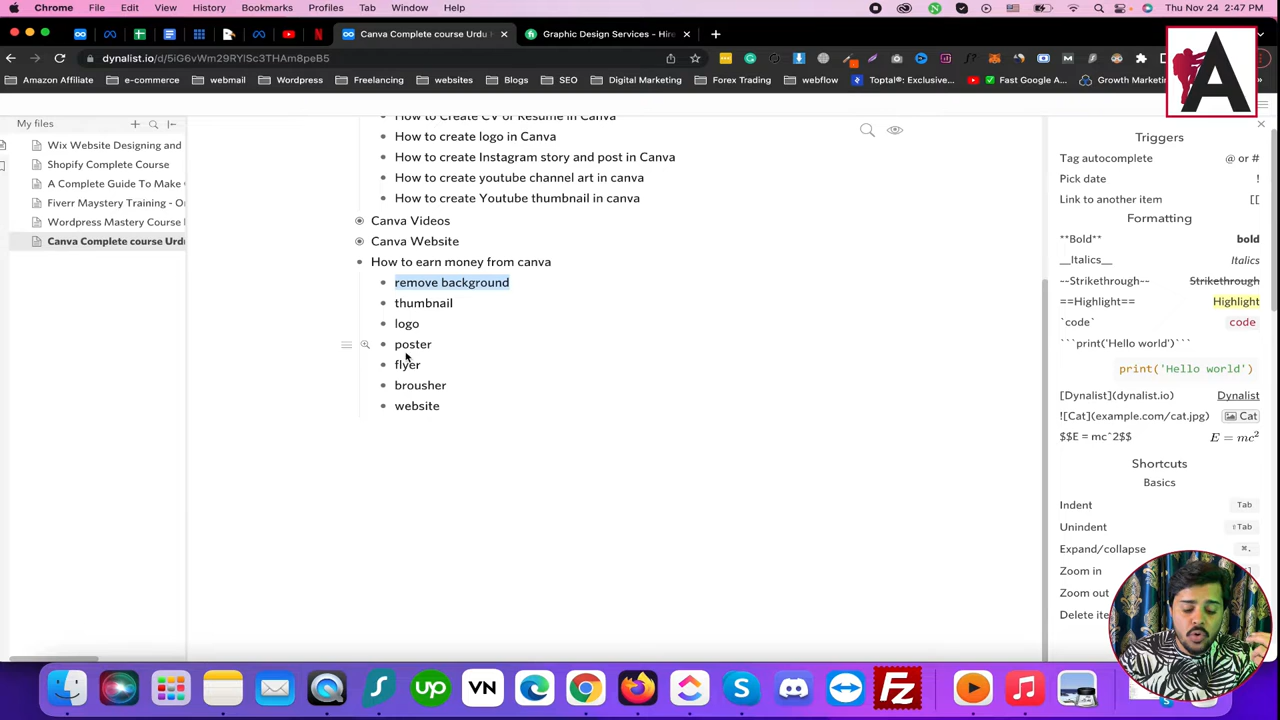 Chrome File Edit View History Bookmarks Profiles Tab Window Help
Thu Nov 24 2:47 PM
Canva Complete course Urdu
Graphic Design Services - Hire
dynalist.io/d/5iG6vWY2889RYlSc3THAm8peB5
Amazon Affiliate e-commerce webmail Wordpress Freelancing websites Blogs SEO Digital Marketing Forex Trading webflow Toptal®: Exclusive... Fast Google A... Growth Market
A
My files
Wix Website Designing and
Shopify Complete Course
A Complete Guide To Make
Fiverr Maystery Training - O
Wordpress Mastery Course
Canva Complete course Urdu
How to Create CV or Resume in Canva
How to create logo in Canva
How to create Instagram story and post in Canva
How to create youtube channel art in canva
How to create Youtube thumbnail in canva
Canva Videos
Canva Website
How to earn money from canva
remove background
thumbnail
logo
poster
flyer
brousher
website
Triggers
Tag autocomplete @ or #
Pick date !
Link to another item [[
Formatting
**Bold** bold
__Italics__ Italics
~~Strikethrough~~ Strikethrough
==Highlight== Highlight
`code` code
```print('Hello world')```
print('Hello world')
[Dynalist](dynalist.io) Dynalist
![Cat](example.com/cat.jpg) Cat
$$E = mc^2$$ E = mc²
Shortcuts
Basics
Indent Tab
Unindent ⇧Tab
Expand/collapse ⌘.
Zoom in
Zoom out
Delete ite
up
VN
Fz